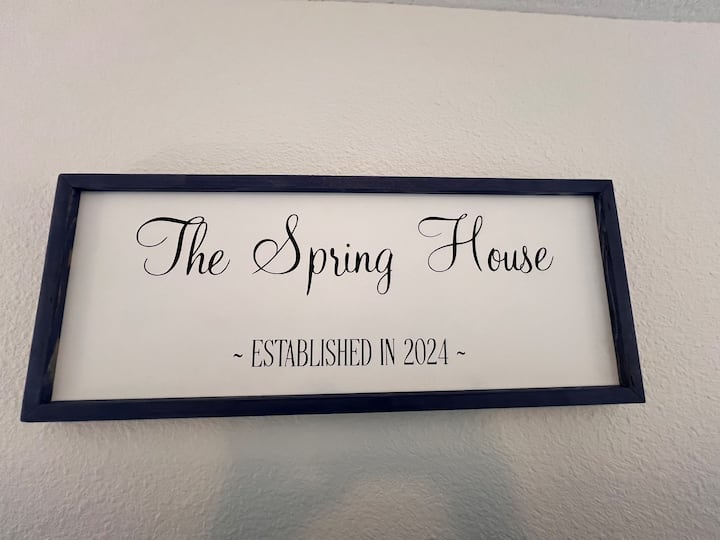 The Spring House
~ ESTABLISHED IN 2024 ~